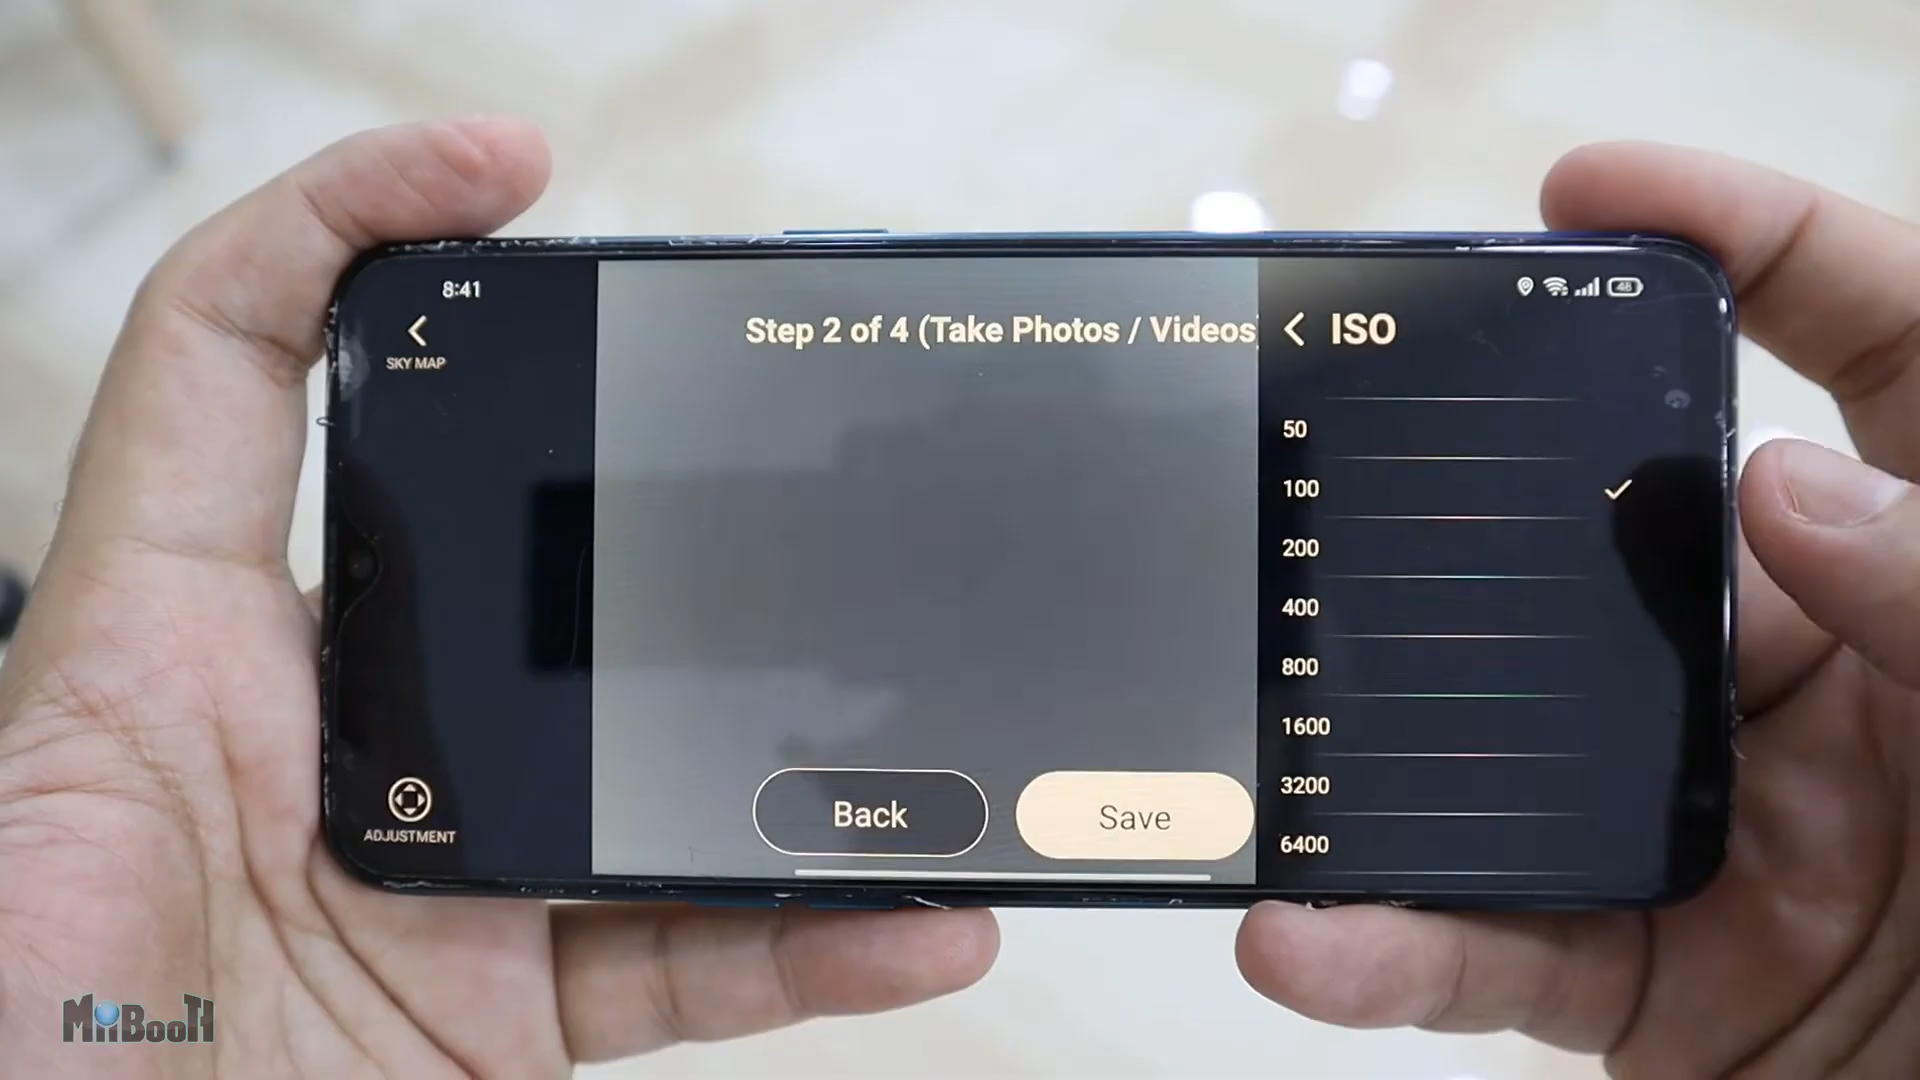 8:41
48
SKY MAP
Step 2 of 4 (Take Photos / Videos
ISO
50
100
200
400
800
1600
3200
6400
ADJUSTMENT
Back
Save
MiiBooTH